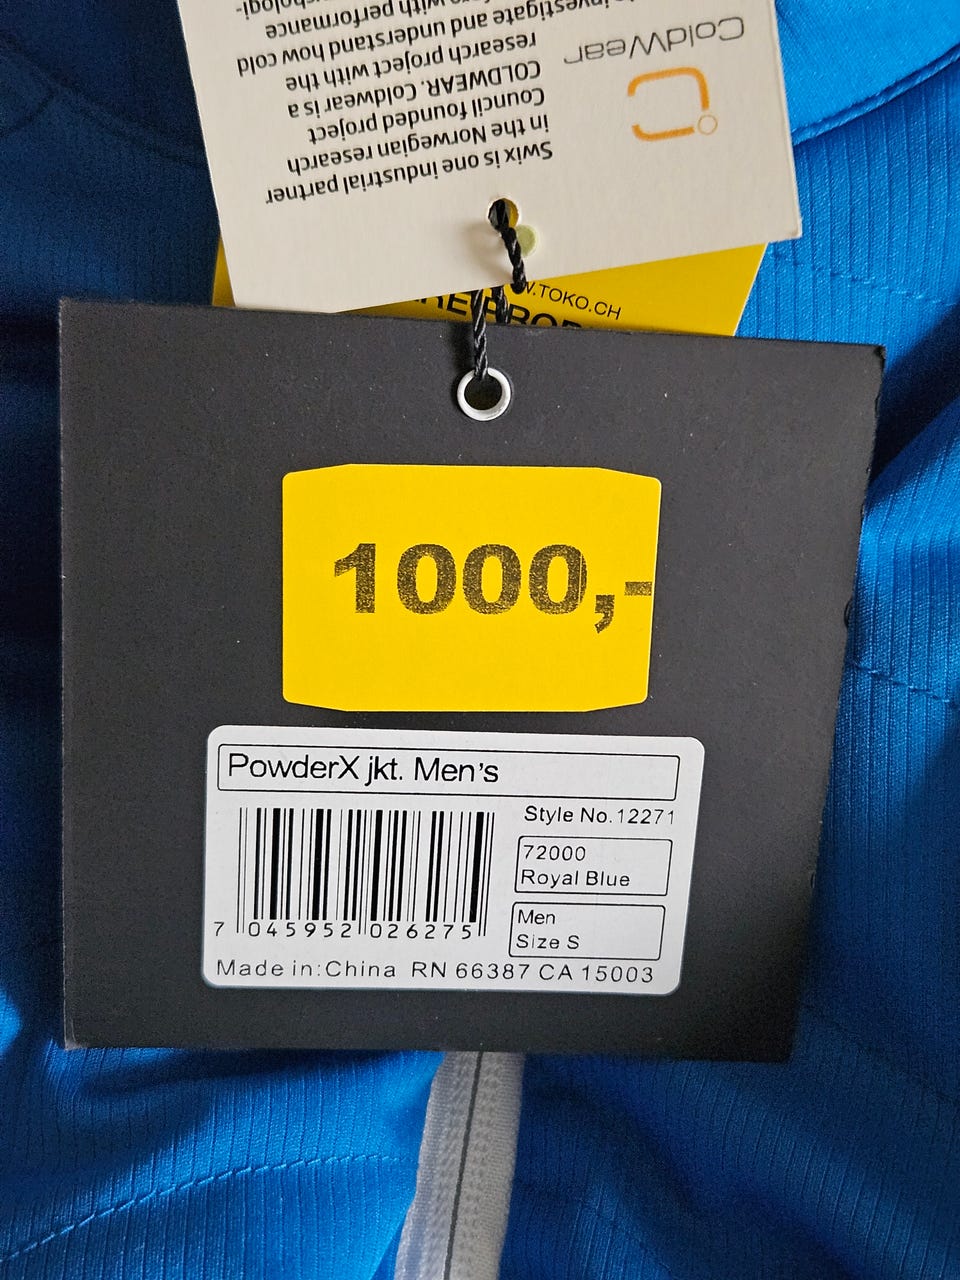 ColdWear
Swix is one industrial partner
in the Norwegian research
Council founded project
COLDWEAR. Coldwear is a
research project with the
investigate and understand how cold
with performance
W.TOKO.CH
1000,-
PowderX jkt. Men's
Style No.12271
72000
Royal Blue
Men
Size S
7 045952 026275
Made in:China RN 66387 CA 15003